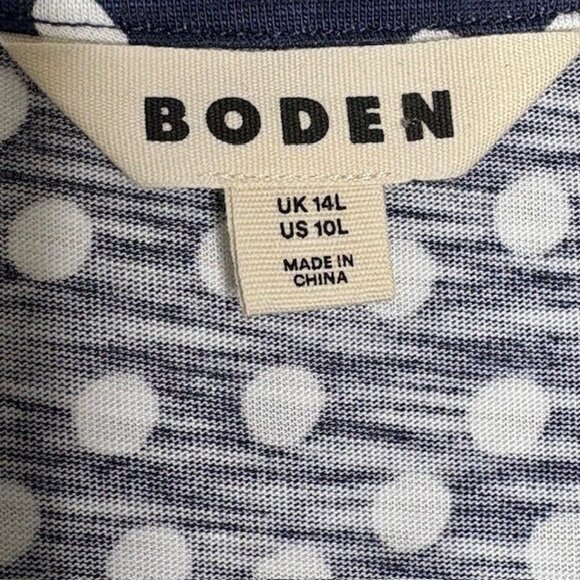 BODEN
UK 14L
US 10L
MADE IN
CHINA